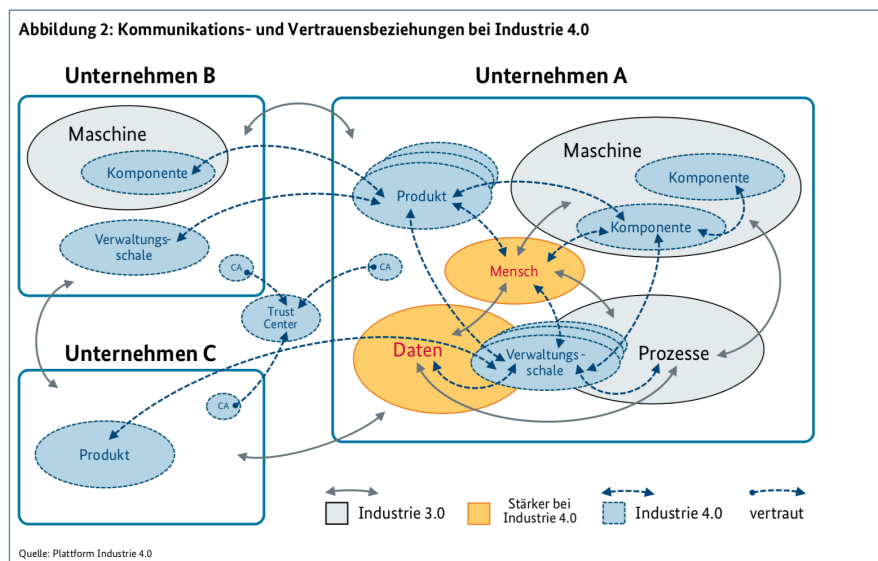 Abbildung 2: Kommunikations- und Vertrauensbeziehungen bei Industrie 4.0
Unternehmen B
Unternehmen A
Maschine
Komponente
Verwaltungs-
schale
CA
Maschine
Komponente
Komponente
Produkt
Mensch
CA
Trust
Center
Daten
Verwaltungs-
schale
Prozesse
Unternehmen C
CA
Produkt
Industrie 3.0
Stärker bei
Industrie 4.0
Industrie 4.0
vertraut
Quelle: Plattform Industrie 4.0